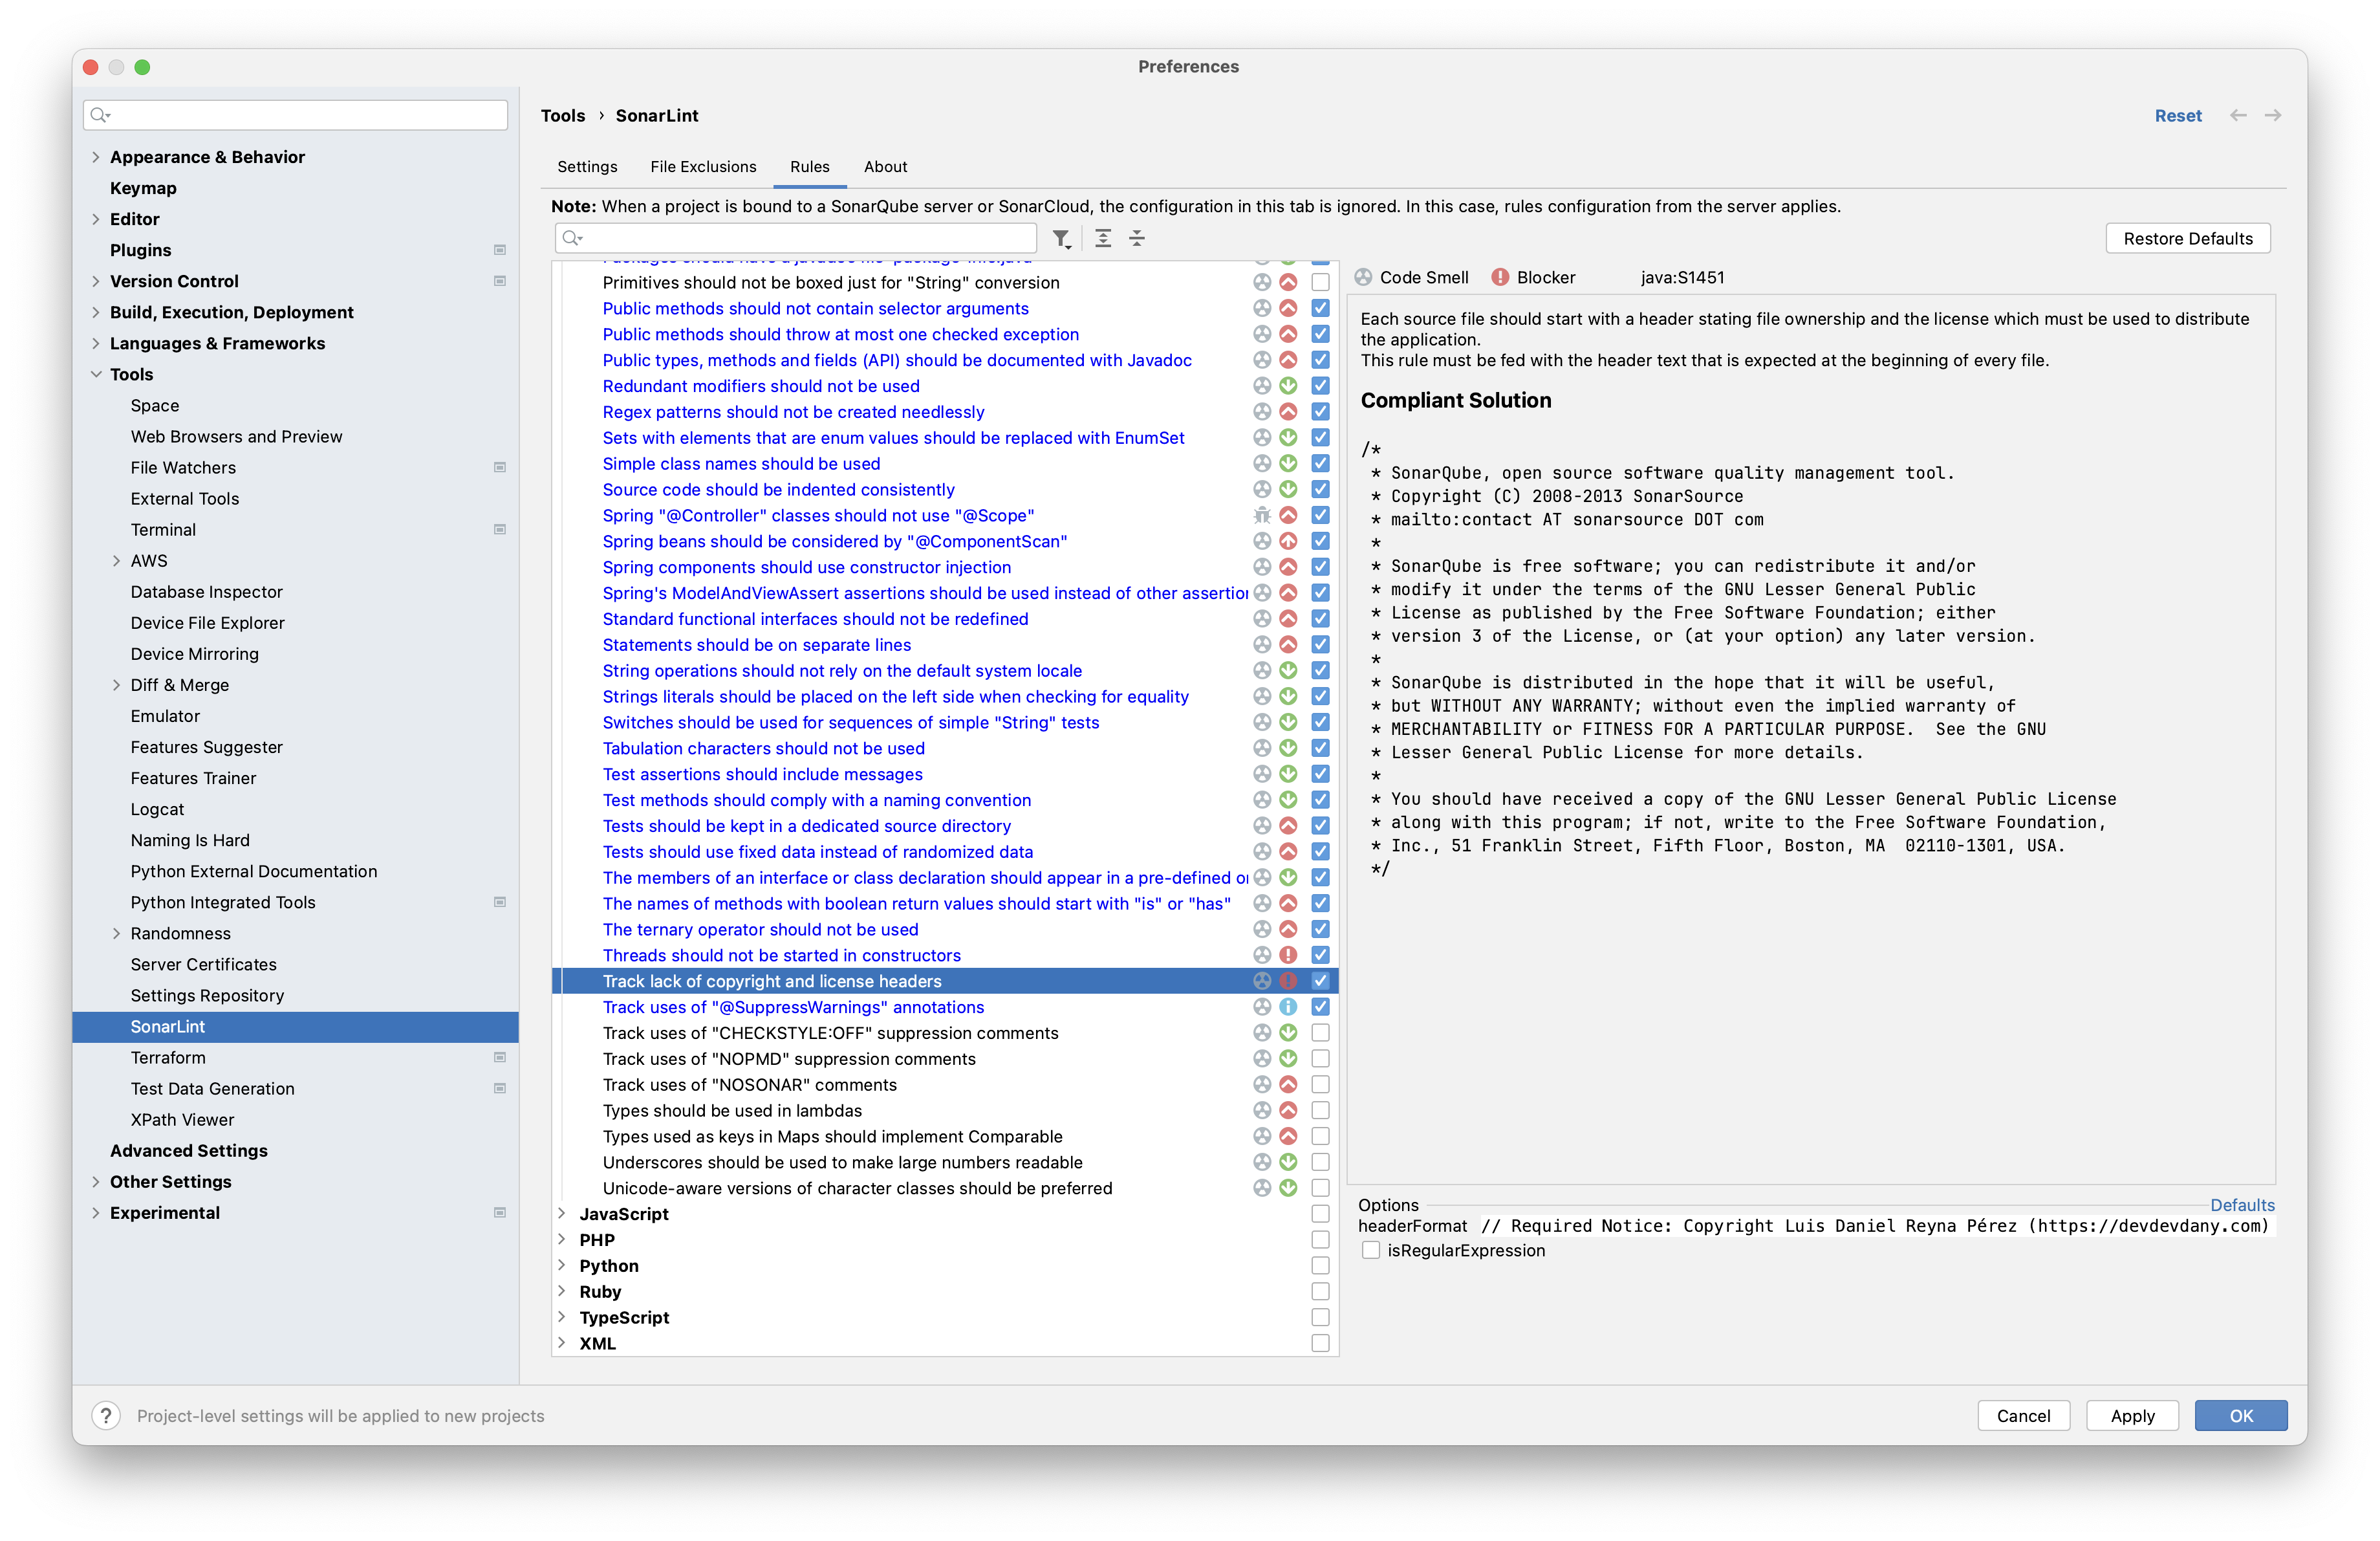 Preferences
Appearance & Behavior
Keymap
Editor
Plugins
Version Control
Build, Execution, Deployment
Languages & Frameworks
Tools
Space
Web Browsers and Preview
File Watchers
External Tools
Terminal
AWS
Database Inspector
Device File Explorer
Device Mirroring
Diff & Merge
Emulator
Features Suggester
Features Trainer
Logcat
Naming Is Hard
Python External Documentation
Python Integrated Tools
Randomness
Server Certificates
Settings Repository
SonarLint
Terraform
Test Data Generation
XPath Viewer
Advanced Settings
Other Settings
Experimental
Tools › SonarLint
Reset
Settings File Exclusions Rules About
Note: When a project is bound to a SonarQube server or SonarCloud, the configuration in this tab is ignored. In this case, rules configuration from the server applies.
Restore Defaults
Packages should have a javadoc file "package-info.java"
Primitives should not be boxed just for "String" conversion
Public methods should not contain selector arguments
Public methods should throw at most one checked exception
Public types, methods and fields (API) should be documented with Javadoc
Redundant modifiers should not be used
Regex patterns should not be created needlessly
Sets with elements that are enum values should be replaced with EnumSet
Simple class names should be used
Source code should be indented consistently
Spring "@Controller" classes should not use "@Scope"
Spring beans should be considered by "@ComponentScan"
Spring components should use constructor injection
Spring's ModelAndViewAssert assertions should be used instead of other
Standard functional interfaces should not be redefined
Statements should be on separate lines
String operations should not rely on the default system locale
Strings literals should be placed on the left side when checking for equality
Switches should be used for sequences of simple "String" tests
Tabulation characters should not be used
Test assertions should include messages
Test methods should comply with a naming convention
Tests should be kept in a dedicated source directory
Tests should use fixed data instead of randomized data
The members of an interface or class declaration should appear in a pre-defined
The names of methods with boolean return values should start with "is" or "has"
The ternary operator should not be used
Threads should not be started in constructors
Track lack of copyright and license headers
Track uses of "@SuppressWarnings" annotations
Track uses of "CHECKSTYLE:OFF" suppression comments
Track uses of "NOPMD" suppression comments
Track uses of "NOSONAR" comments
Types should be used in lambdas
Types used as keys in Maps should implement Comparable
Underscores should be used to make large numbers readable
Unicode-aware versions of character classes should be preferred
JavaScript
PHP
Python
Ruby
TypeScript
XML
Code Smell Blocker java:S1451
Each source file should start with a header stating file ownership and the license which must be used to distribute
the application.
This rule must be fed with the header text that is expected at the beginning of every file.
Compliant Solution
/*
* SonarQube, open source software quality management tool.
* Copyright (C) 2008-2013 SonarSource
* mailto:contact AT sonarsource DOT com
*
* SonarQube is free software; you can redistribute it and/or
* modify it under the terms of the GNU Lesser General Public
* License as published by the Free Software Foundation; either
* version 3 of the License, or (at your option) any later version.
*
* SonarQube is distributed in the hope that it will be useful,
* but WITHOUT ANY WARRANTY; without even the implied warranty of
* MERCHANTABILITY or FITNESS FOR A PARTICULAR PURPOSE.  See the GNU
* Lesser General Public License for more details.
*
* You should have received a copy of the GNU Lesser General Public License
* along with this program; if not, write to the Free Software Foundation,
* Inc., 51 Franklin Street, Fifth Floor, Boston, MA  02110-1301, USA.
*/
Options Defaults
headerFormat // Required Notice: Copyright Luis Daniel Reyna Pérez (https://devdevdany.com)
isRegularExpression
? Project-level settings will be applied to new projects
Cancel Apply OK